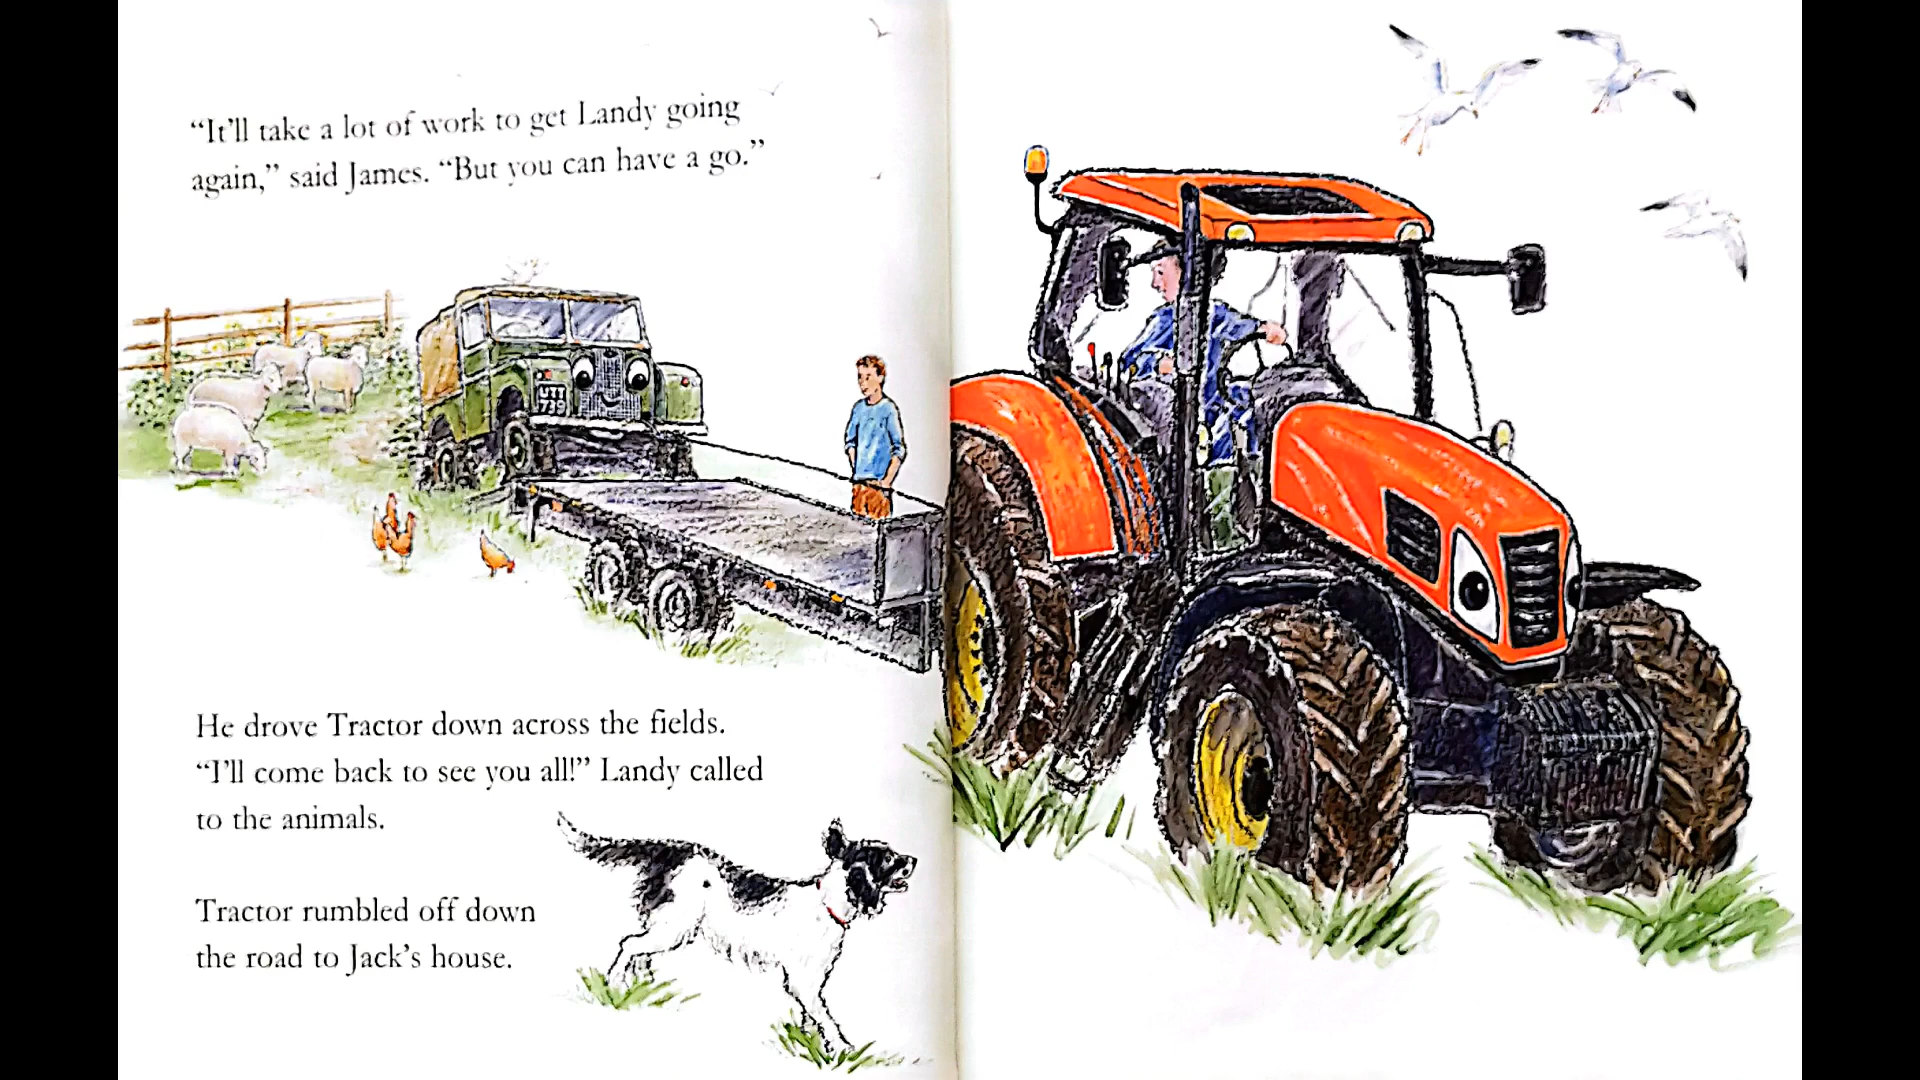 “It’ll take a lot of work to get Landy going
again,” said James. “But you can have a go.”
UTT
739
He drove Tractor down across the fields.
“I’ll come back to see you all!” Landy called
to the animals.
Tractor rumbled off down
the road to Jack’s house.